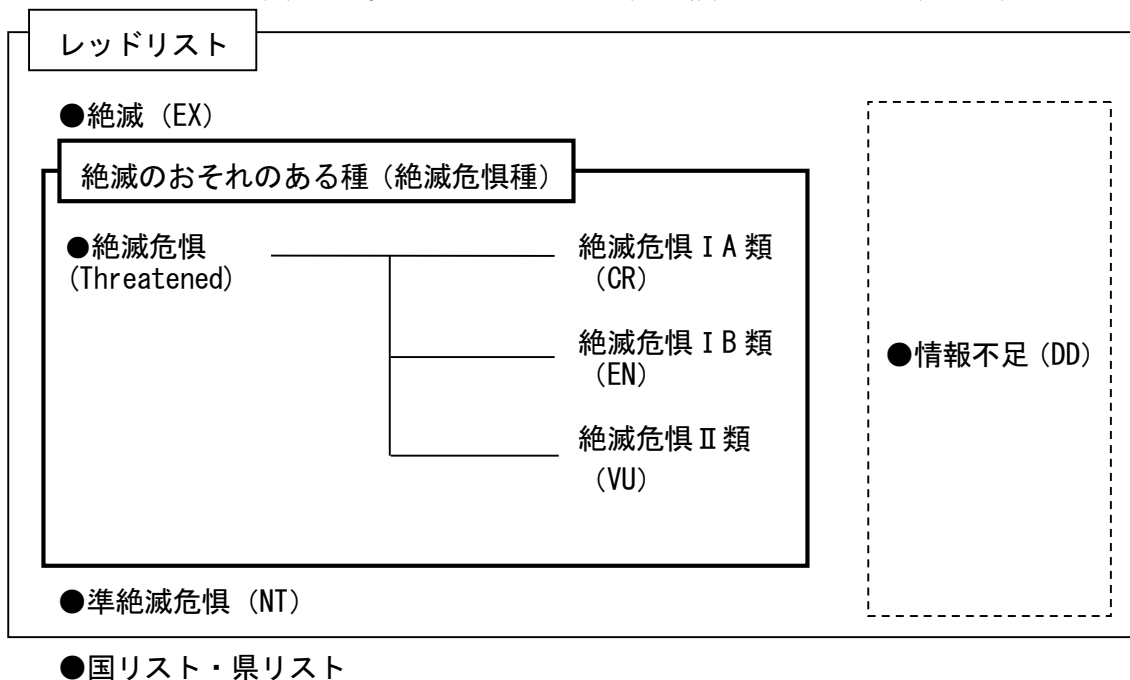 レッドリスト
●絶滅（EX）
絶滅のおそれのある種（絶滅危惧種）
●絶滅危惧
(Threatened)
絶滅危惧ⅠA類
（CR）
絶滅危惧ⅠB類
（EN）
絶滅危惧Ⅱ類
（VU）
●情報不足（DD）
●準絶滅危惧（NT）
●国リスト・県リスト